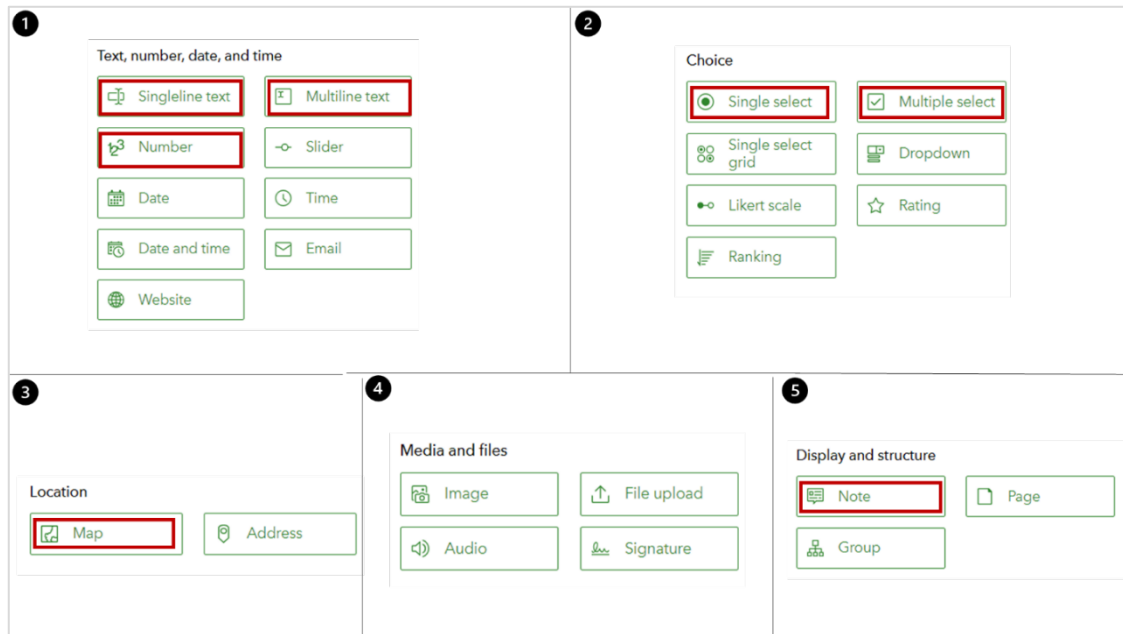 1
Text, number, date, and time
Singleline text
Multiline text
Number
Slider
Date
Time
Date and time
Email
Website
2
Choice
Single select
Multiple select
Single select
grid
Dropdown
Likert scale
Rating
Ranking
3
Location
Map
Address
4
Media and files
Image
File upload
Audio
Signature
5
Display and structure
Note
Page
Group